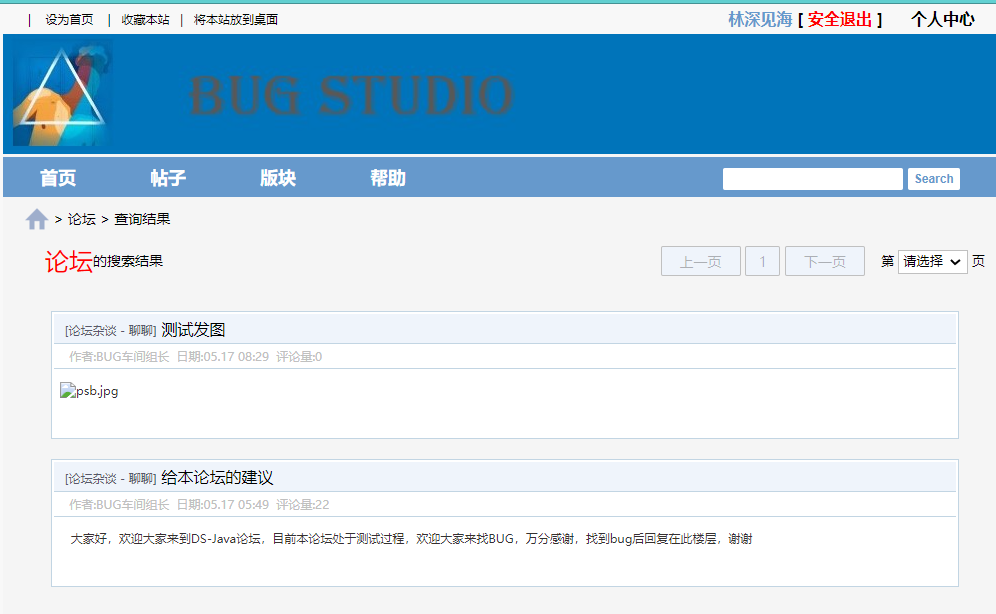 | 设为首页 | 收藏本站 | 将本站放到桌面 林深见海 [ 安全退出 ] 个人中心
BUG STUDIO
首页 帖子 版块 帮助 Search
> 论坛 > 查询结果
论坛的搜索结果 上一页 1 下一页 第 请选择 页
[论坛杂谈 - 聊聊] 测试发图
作者:BUG车间组长 日期:05.17 08:29 评论量:0
psb.jpg
[论坛杂谈 - 聊聊] 给本论坛的建议
作者:BUG车间组长 日期:05.17 05:49 评论量:22
大家好，欢迎大家来到DS-Java论坛，目前本论坛处于测试过程，欢迎大家来找BUG，万分感谢，找到bug后回复在此楼层，谢谢